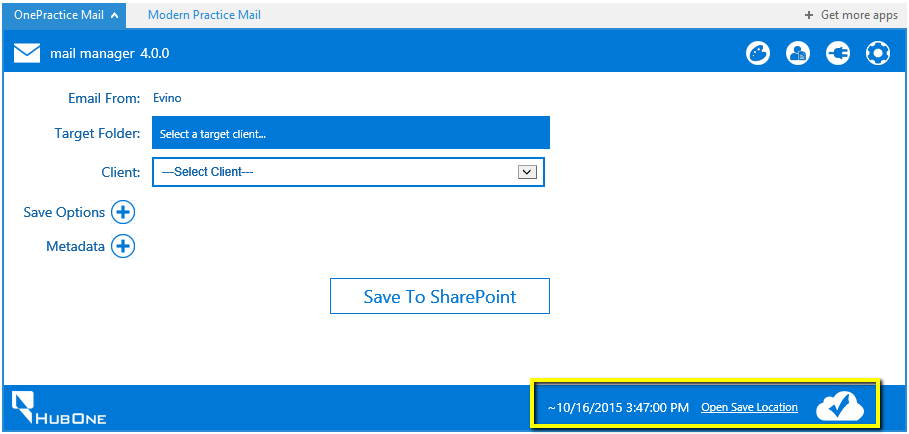 OnePractice Mail Modern Practice Mail + Get more apps
mail manager 4.0.0
Email From: Evino
Target Folder: Select a target client...
Client: ---Select Client---
Save Options
Metadata
Save To SharePoint
HUBONE ~10/16/2015 3:47:00 PM Open Save Location